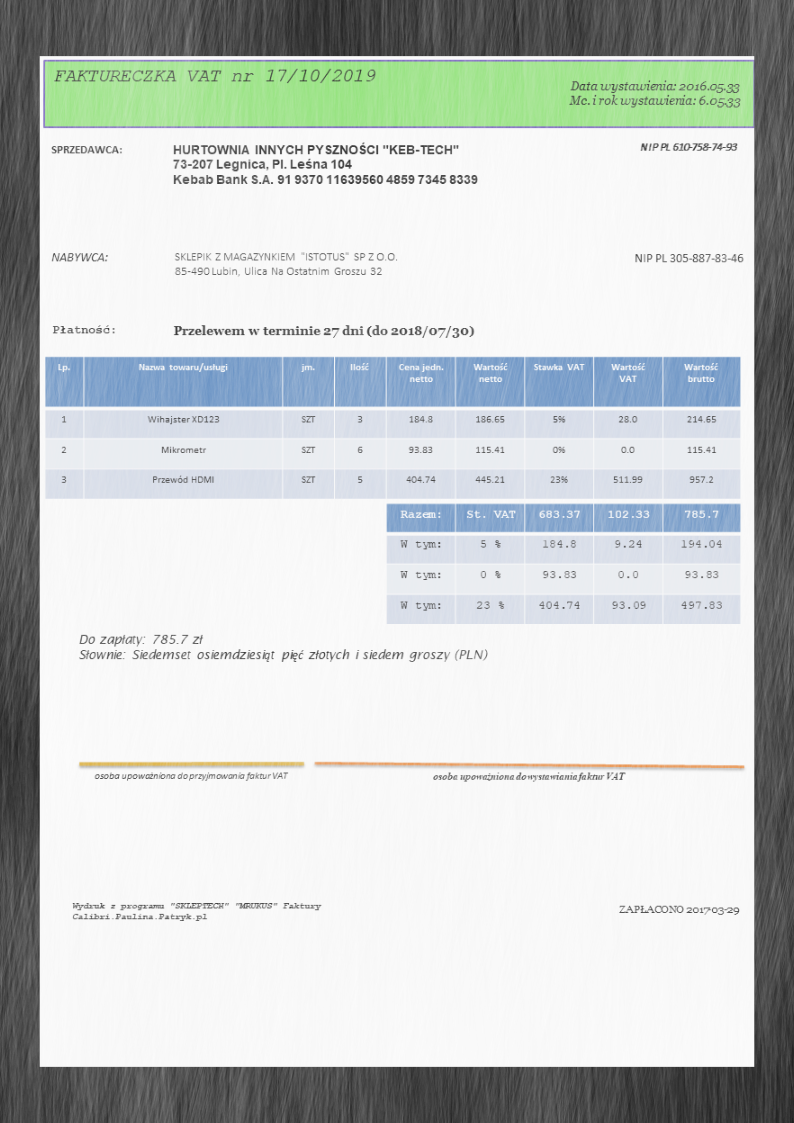 FAKTURECZKA VAT nr 17/10/2019
Data wystawienia: 2016.05.33
Mc. i rok wystawienia: 6.05.33
SPRZEDAWCA: HURTOWNIA INNYCH PYSZNOŚCI "KEB-TECH" NIP PL 610-758-74-93
73-207 Legnica, Pl. Leśna 104
Kebab Bank S.A. 91 9370 11639560 4859 7345 8339
NABYWCA: SKLEPIK Z MAGAZYNKIEM "ISTOTUS" SP Z O.O. NIP PL 305-887-83-46
85-490 Lubin, Ulica Na Ostatnim Groszu 32
Płatność: Przelewem w terminie 27 dni (do 2018/07/30)
Lp. Nazwa towaru/usługi jm. Ilość Cena jedn. netto Wartość netto Stawka VAT Wartość VAT Wartość brutto
1 Wihajster XD123 SZT 3 184.8 186.65 5% 28.0 214.65
2 Mikrometr SZT 6 93.83 115.41 0% 0.0 115.41
3 Przewód HDMI SZT 5 404.74 445.21 23% 511.99 957.2
Razem: St. VAT 683.37 102.33 785.7
W tym: 5 % 184.8 9.24 194.04
W tym: 0 % 93.83 0.0 93.83
W tym: 23 % 404.74 93.09 497.83
Do zapłaty: 785.7 zł
Słownie: Siedemset osiemdziesiąt pięć złotych i siedem groszy (PLN)
osoba upoważniona do przyjmowania faktur VAT osoba upoważniona do wystawiania faktur VAT
Wydruk z programu "SKLEPTECH" "MRUKUS" Faktury
Calibri.Paulina.Patryk.pl
ZAPŁACONO 2017-03-29